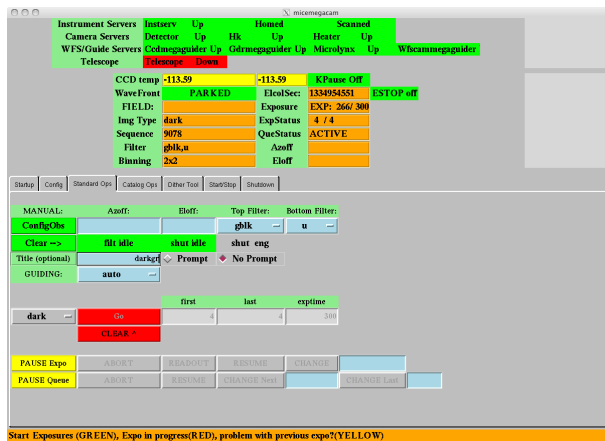 micemegacam
Instrument Servers Instserv Up Homed Scanned
Camera Servers Detector Up Hk Up Heater Up
WFS/Guide Servers Ccdmegaguider Up Gdrmegaguider Up Microlynx Up Wfscammegaguider
Telescope Telescope Down
CCD temp -113.59 -113.59 KPause Off
WaveFront PARKED ElcolSec: 1334954551 ESTOP off
FIELD: Exposure EXP: 266/ 300
Img Type dark ExpStatus 4 / 4
Sequence 9078 QueStatus ACTIVE
Filter gblk,u Azoff
Binning 2x2 Eloff
Startup Config Standard Ops Catalog Ops Dither Tool Start/Stop Shutdown
MANUAL: Azoff: Eloff: Top Filter: Bottom Filter:
ConfigObs gblk u
Clear --> filt idle shut idle shut eng
Title (optional) darkgr Prompt No Prompt
GUIDING: auto
first last exptime
dark Go 4 4 300
CLEAR ^
PAUSE Expo ABORT READOUT RESUME CHANGE
PAUSE Queue ABORT RESUME CHANGE Next CHANGE Last
Start Exposures (GREEN), Expo in progress(RED), problem with previous expo?(YELLOW)